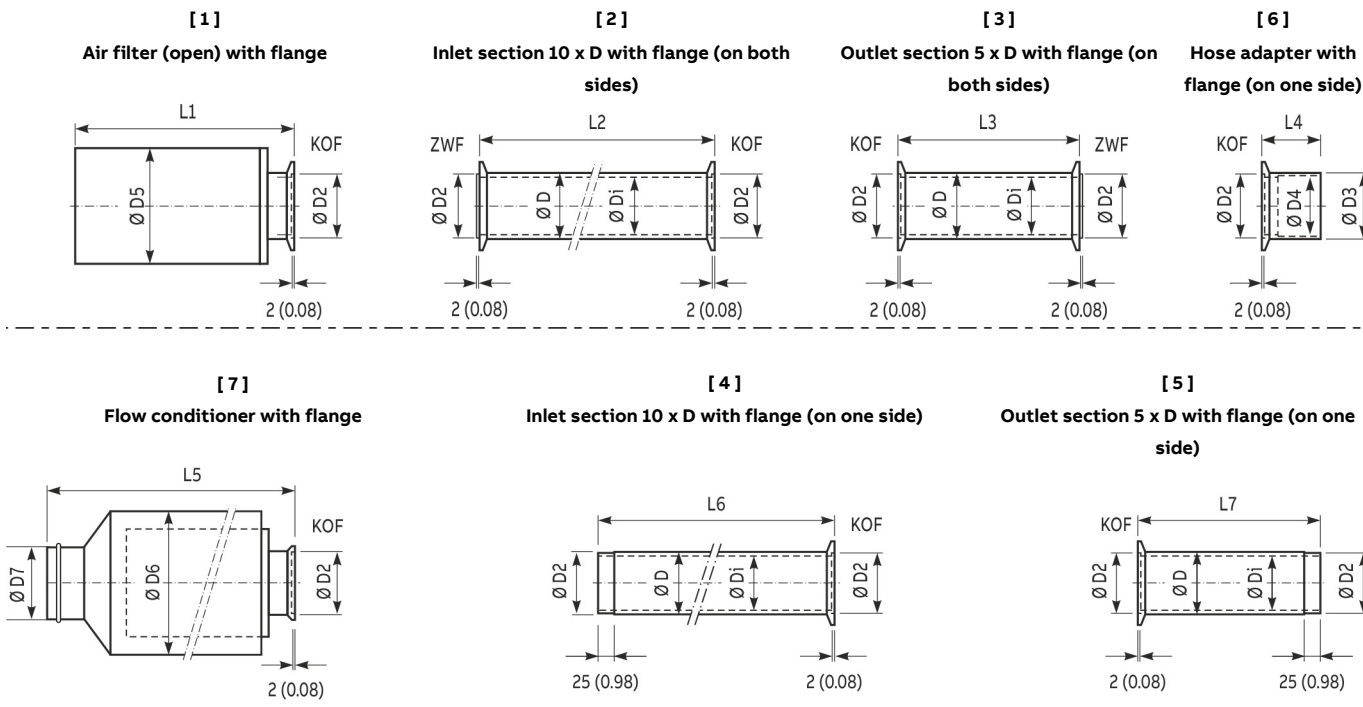 [ 1 ]
Air filter (open) with flange
L1
KOF
Ø D5
Ø D2
2 (0.08)
[ 2 ]
Inlet section 10 x D with flange (on both
sides)
L2
ZWF
KOF
Ø D2
Ø D
Ø Di
Ø D2
2 (0.08)
2 (0.08)
[ 3 ]
Outlet section 5 x D with flange (on
both sides)
L3
KOF
ZWF
Ø D2
Ø D
Ø Di
Ø D2
2 (0.08)
2 (0.08)
[ 6 ]
Hose adapter with
flange (on one side)
L4
KOF
Ø D2
Ø D4
Ø D3
2 (0.08)
[ 7 ]
Flow conditioner with flange
L5
KOF
Ø D7
Ø D6
Ø D2
2 (0.08)
[ 4 ]
Inlet section 10 x D with flange (on one side)
L6
KOF
Ø D2
Ø D
Ø Di
Ø D2
25 (0.98)
2 (0.08)
[ 5 ]
Outlet section 5 x D with flange (on one
side)
L7
KOF
Ø D2
Ø D
Ø Di
Ø D2
2 (0.08)
25 (0.98)